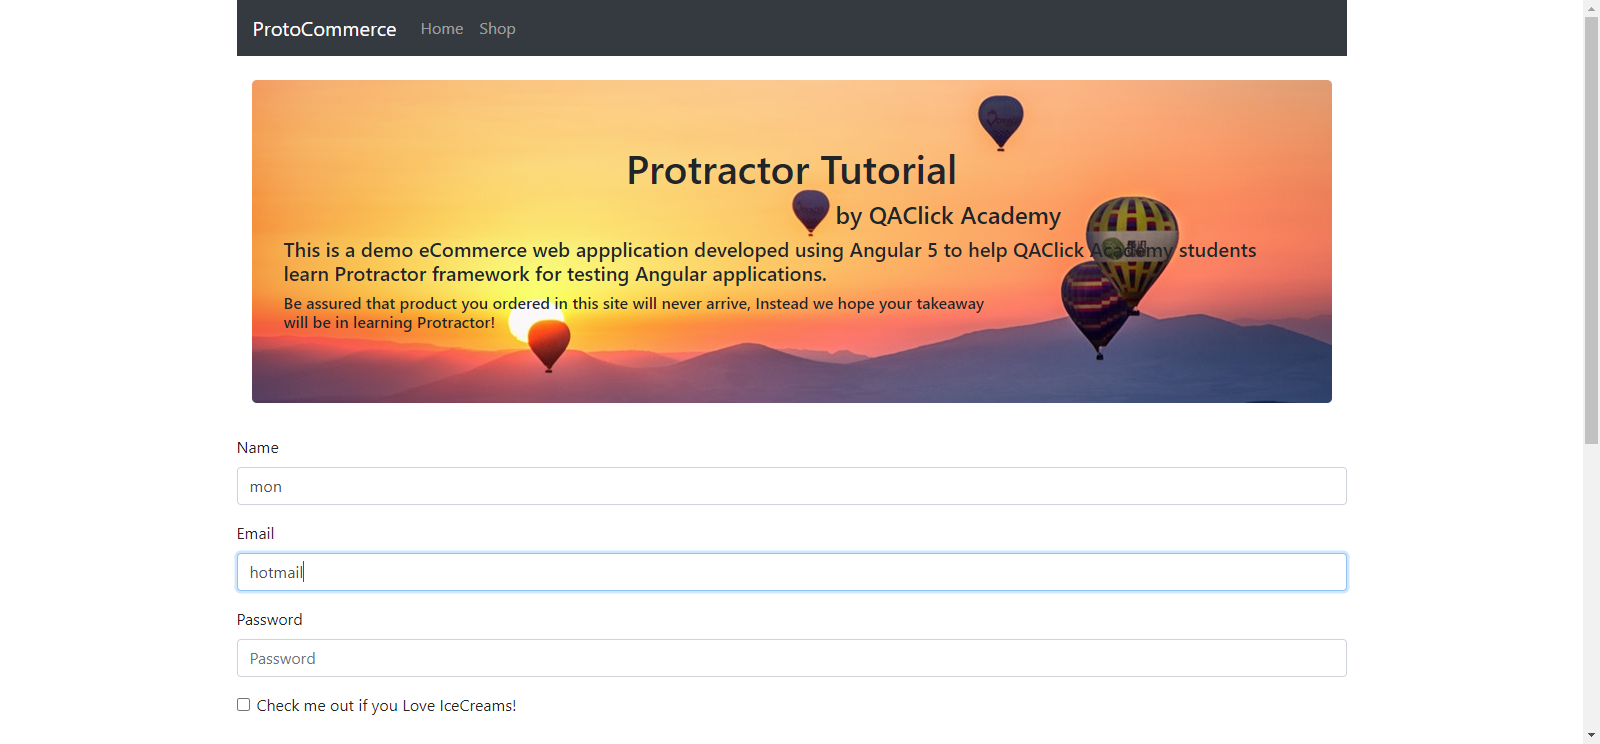 ProtoCommerce Home Shop
Protractor Tutorial
by QAClick Academy
This is a demo eCommerce web appplication developed using Angular 5 to help QAClick Academy students
learn Protractor framework for testing Angular applications.
Be assured that product you ordered in this site will never arrive, Instead we hope your takeaway
will be in learning Protractor!
Name
mon
Email
hotmail
Password
Password
Check me out if you Love IceCreams!